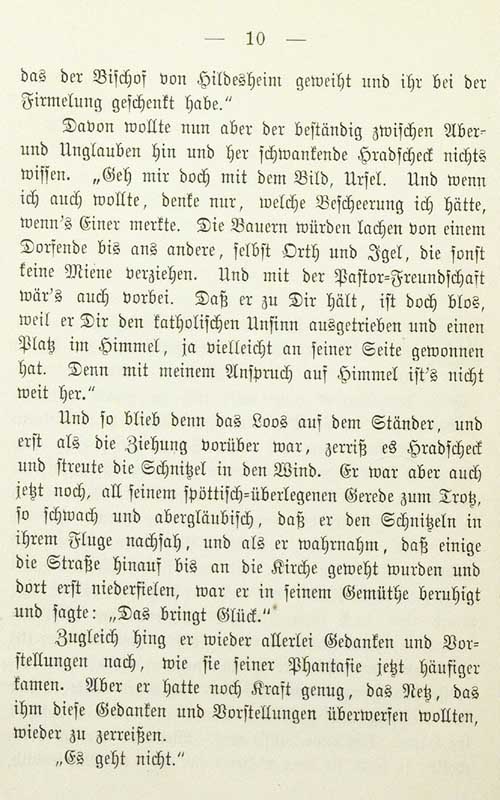 — 10 —
das der Bischof von Hildesheim geweiht und ihr bei der
Firmelung geschenkt habe.“
Davon wollte nun aber der beständig zwischen Aber-
und Unglauben hin und her schwankende Hradscheck nichts
wissen. „Geh mir doch mit dem Bild, Ursel. Und wenn
ich auch wollte, denke nur, welche Bescheerung ich hätte,
wenn's Einer merkte. Die Bauern würden lachen von einem
Dorfende bis ans andere, selbst Orth und Igel, die sonst
keine Miene verziehen. Und mit der Pastor-Freundschaft
wär's auch vorbei. Daß er zu Dir hält, ist doch blos,
weil er Dir den katholischen Unsinn ausgetrieben und einen
Platz im Himmel, ja vielleicht an seiner Seite gewonnen
hat. Denn mit meinem Anspruch auf Himmel ist's nicht
weit her.“
Und so blieb denn das Loos auf dem Ständer, und
erst als die Ziehung vorüber war, zerriß es Hradscheck
und streute die Schnitzel in den Wind. Er war aber auch
jetzt noch, all seinem spöttisch-überlegenen Gerede zum Trotz,
so schwach und abergläubisch, daß er den Schnitzeln in
ihrem Fluge nachsah, und als er wahrnahm, daß einige
die Straße hinauf bis an die Kirche geweht wurden und
dort erst niederfielen, war er in seinem Gemüthe beruhigt
und sagte: „Das bringt Glück.“
Zugleich hing er wieder allerlei Gedanken und Vor-
stellungen nach, wie sie seiner Phantasie jetzt häufiger
kamen. Aber er hatte noch Kraft genug, das Netz, das
ihm diese Gedanken und Vorstellungen überwerfen wollten,
wieder zu zerreißen.
„Es geht nicht.“